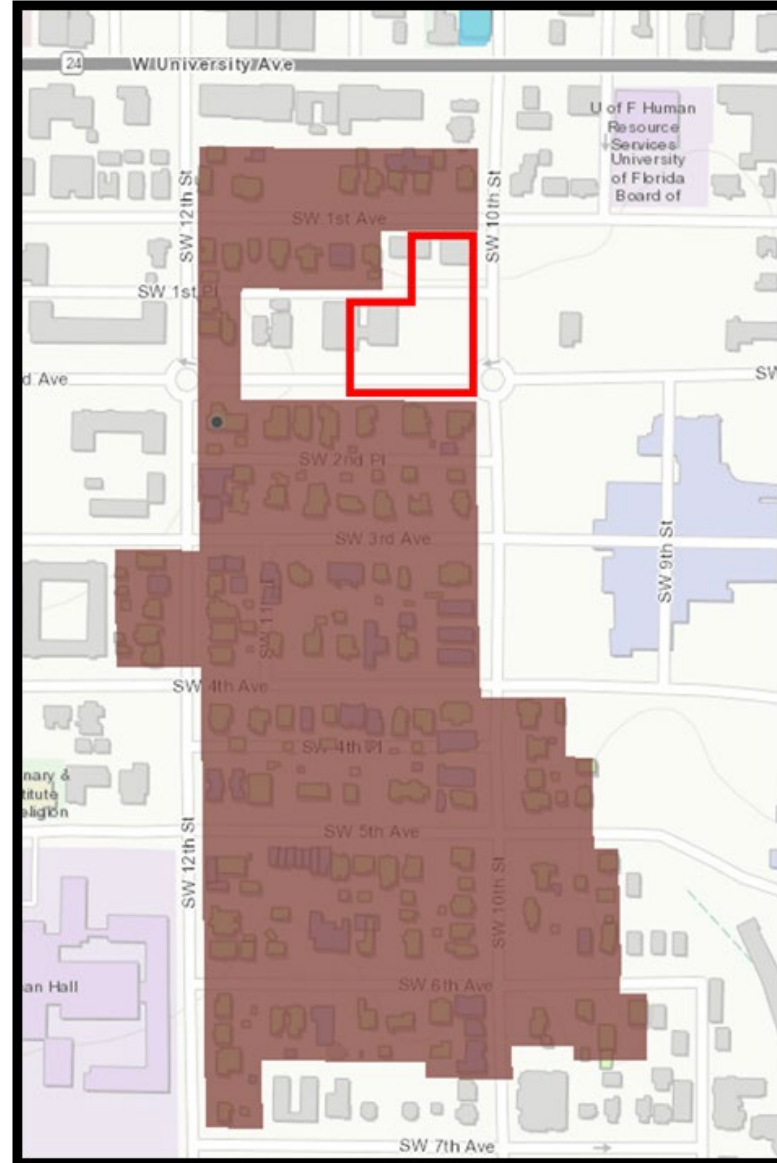 24
W University Ave
U of F Human
Resource
Services
University
of Florida
Board of
SW 12th St
SW 10th St
SW 1st Ave
SW 1st Pl
d Ave
SW
SW 2nd Pl
SW 3rd Ave
SW 9th St
SW 4th Ave
SW 4th Pl
nary &
titute
eligion
SW 5th Ave
SW 12th St
SW 10th St
an Hall
SW 6th Ave
SW 7th Ave